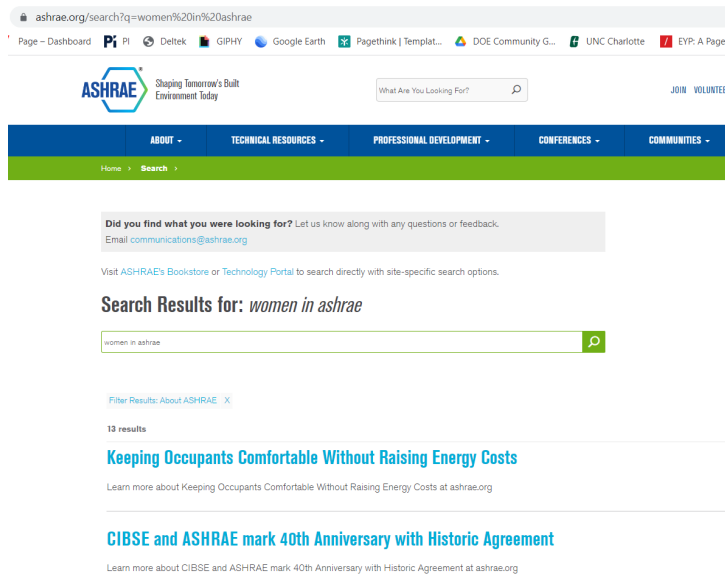 ashrae.org/search?q=women%20in%20ashrae
Page – Dashboard Pi PI Deltek GIPHY Google Earth Pagethink | Templat... DOE Community G... UNC Charlotte EYP: A Page
ASHRAE
Shaping Tomorrow's Built
Environment Today
What Are You Looking For?
JOIN VOLUNTEE
ABOUT TECHNICAL RESOURCES PROFESSIONAL DEVELOPMENT CONFERENCES COMMUNITIES
Home > Search >
Did you find what you were looking for? Let us know along with any questions or feedback.
Email communications@ashrae.org
Visit ASHRAE's Bookstore or Technology Portal to search directly with site-specific search options.
Search Results for: women in ashrae
women in ashrae
Filter Results: About ASHRAE X
13 results
Keeping Occupants Comfortable Without Raising Energy Costs
Learn more about Keeping Occupants Comfortable Without Raising Energy Costs at ashrae.org
CIBSE and ASHRAE mark 40th Anniversary with Historic Agreement
Learn more about CIBSE and ASHRAE mark 40th Anniversary with Historic Agreement at ashrae.org